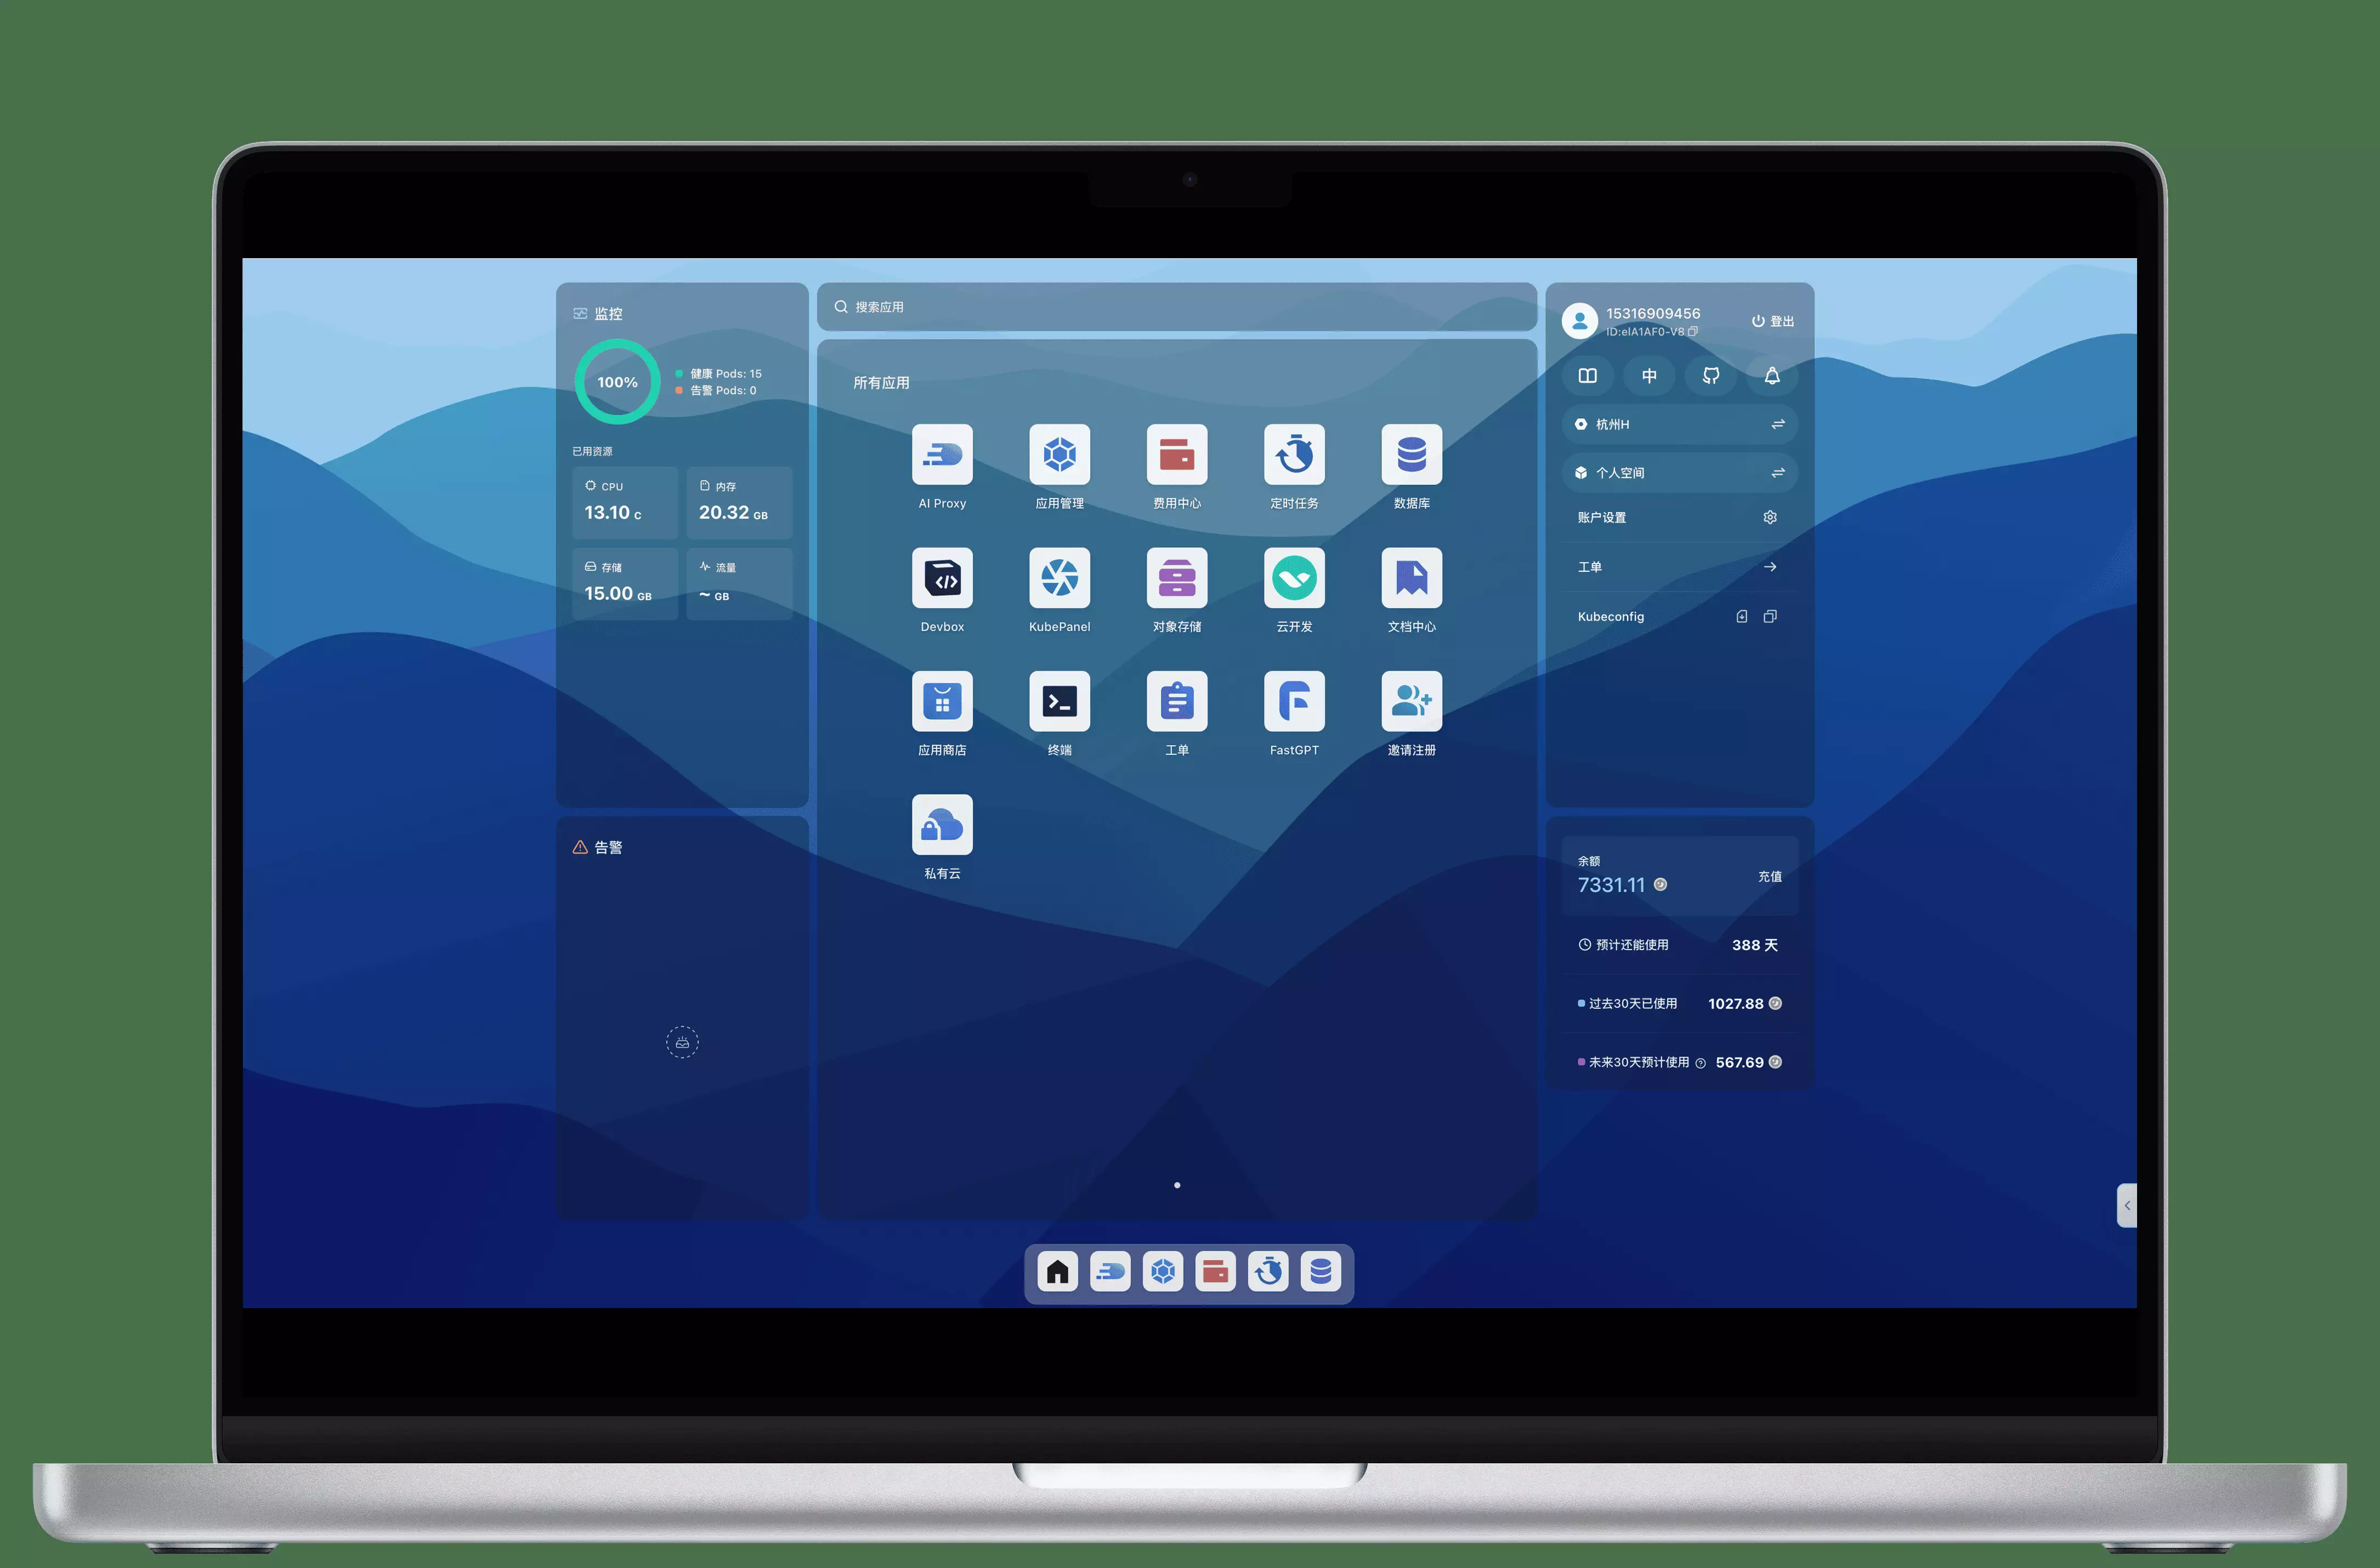 监控
100%
健康 Pods: 15
告警 Pods: 0
已用资源
CPU
13.10 C
内存
20.32 GB
存储
15.00 GB
流量
~ GB
告警
搜索应用
所有应用
AI Proxy
应用管理
费用中心
定时任务
数据库
Devbox
KubePanel
对象存储
云开发
文档中心
应用商店
终端
工单
FastGPT
邀请注册
私有云
15316909456
ID:eIA1AF0-V8
登出
中
杭州H
个人空间
账户设置
工单
Kubeconfig
余额
7331.11
充值
预计还能使用 388 天
过去30天已使用 1027.88
未来30天预计使用 567.69